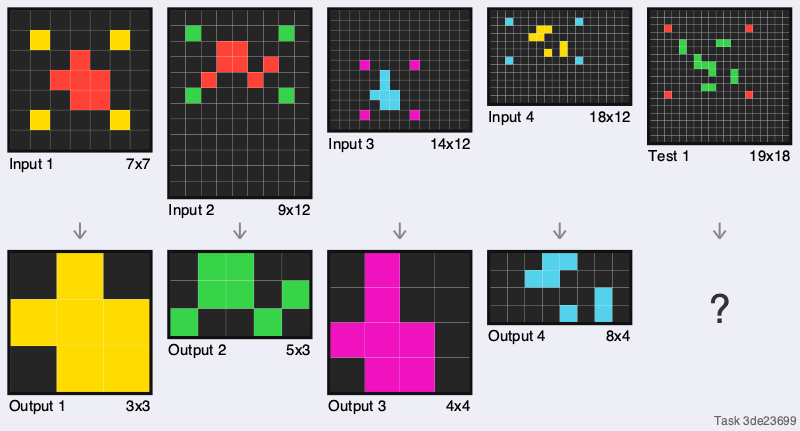 Input 1 7x7
Input 2 9x12
Input 3 14x12
Input 4 18x12
Test 1 19x18
Output 1 3x3
Output 2 5x3
Output 3 4x4
Output 4 8x4
?
Task 3de23699